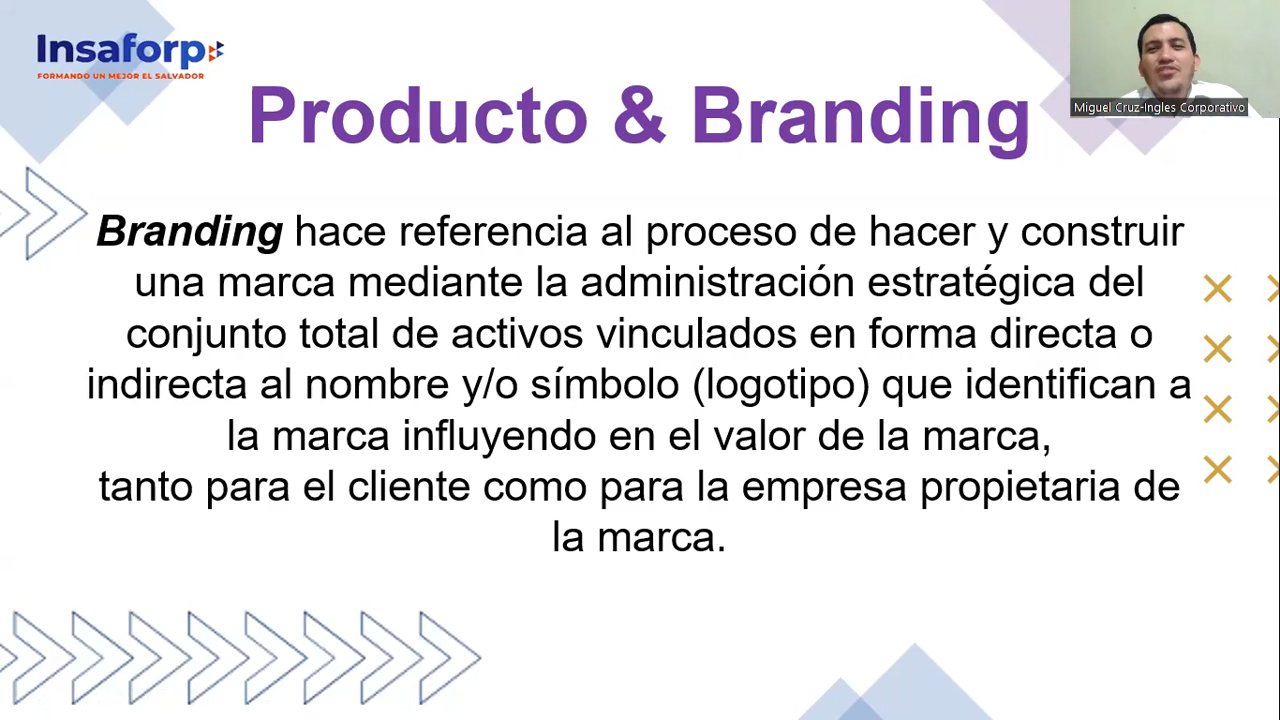 Insaforp
FORMANDO UN MEJOR EL SALVADOR
Miguel Cruz-Ingles Corporativo
Producto & Branding
Branding hace referencia al proceso de hacer y construir
una marca mediante la administración estratégica del
conjunto total de activos vinculados en forma directa o
indirecta al nombre y/o símbolo (logotipo) que identifican a
la marca influyendo en el valor de la marca,
tanto para el cliente como para la empresa propietaria de
la marca.